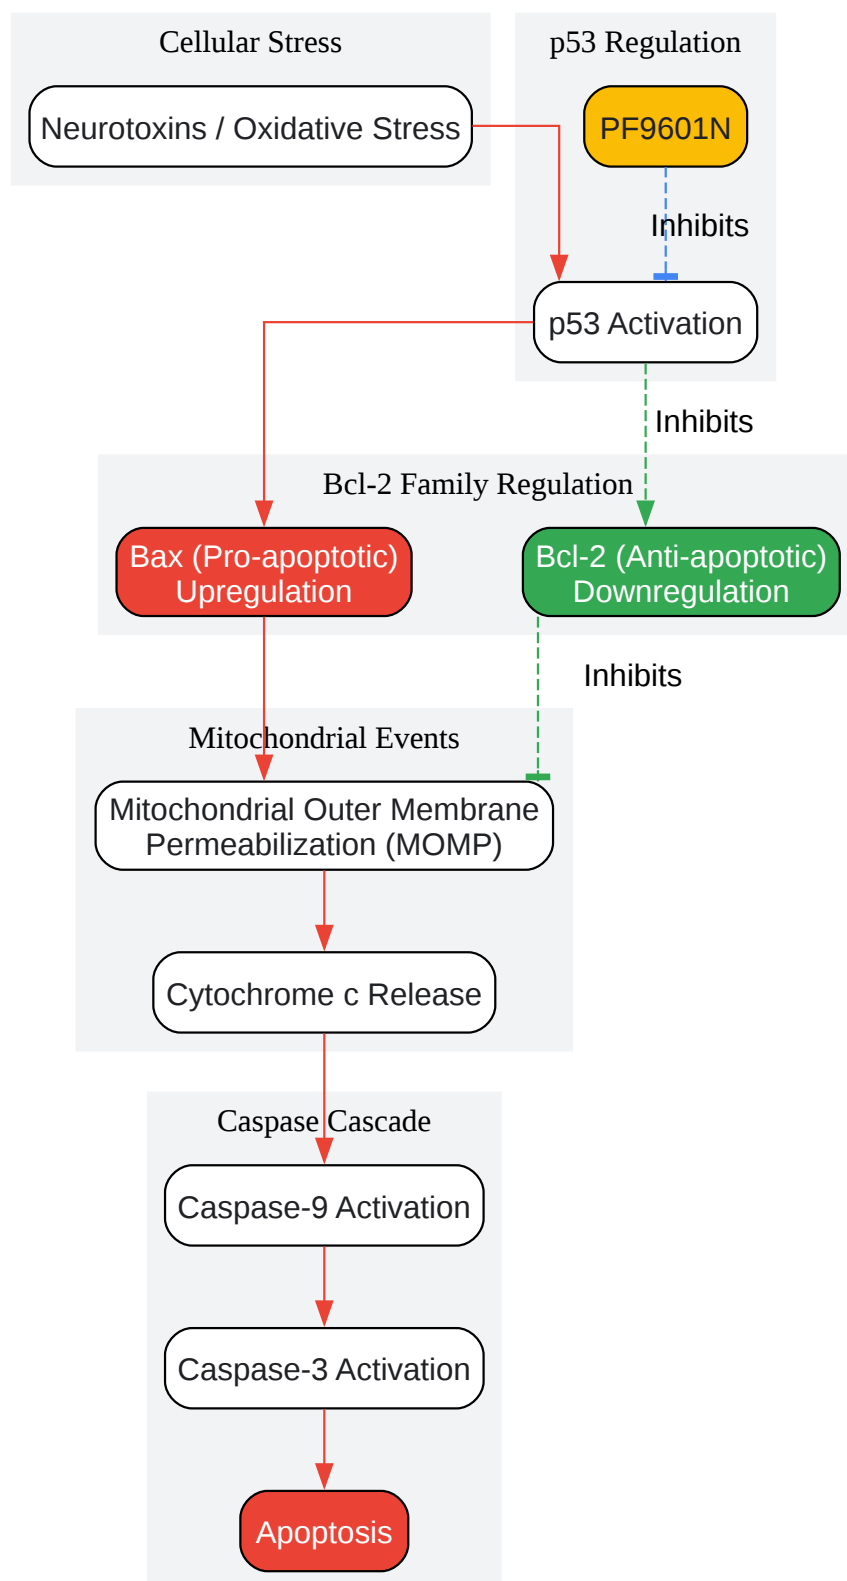 Cellular Stress
p53 Regulation
Neurotoxins / Oxidative Stress
PF9601N
Inhibits
p53 Activation
Inhibits
Bcl-2 Family Regulation
Bax (Pro-apoptotic)
Upregulation
Bcl-2 (Anti-apoptotic)
Downregulation
Inhibits
Mitochondrial Events
Mitochondrial Outer Membrane
Permeabilization (MOMP)
Cytochrome c Release
Caspase Cascade
Caspase-9 Activation
Caspase-3 Activation
Apoptosis